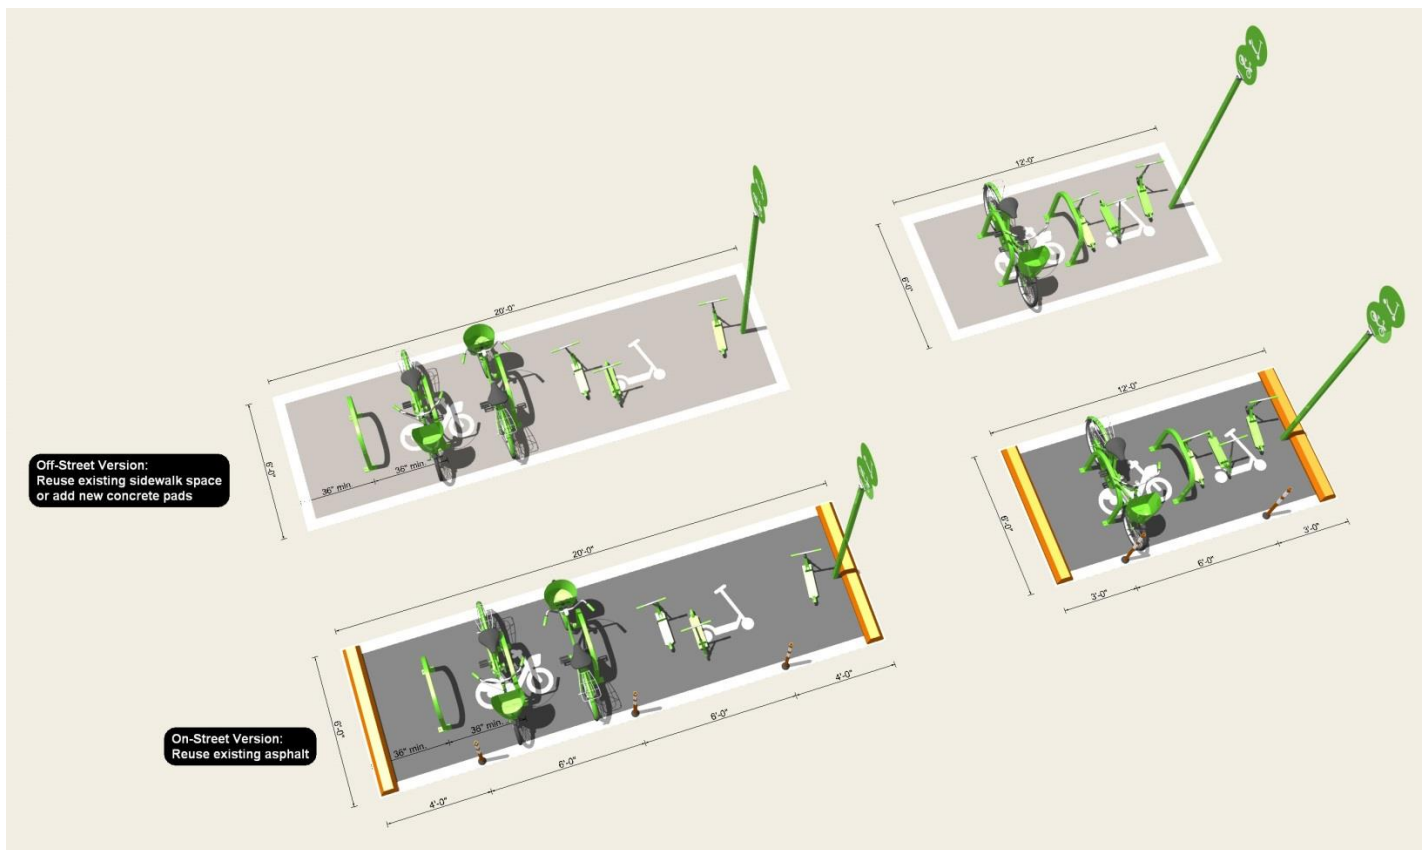 12'-0"
6'-0"
20'-0"
6'-0"
36" min.
36" min.
Off-Street Version:
Reuse existing sidewalk space
or add new concrete pads
12'-0"
6'-0"
3'-0"
6'-0"
3'-0"
20'-0"
6'-0"
36" min.
36" min.
4'-0"
6'-0"
6'-0"
4'-0"
On-Street Version:
Reuse existing asphalt